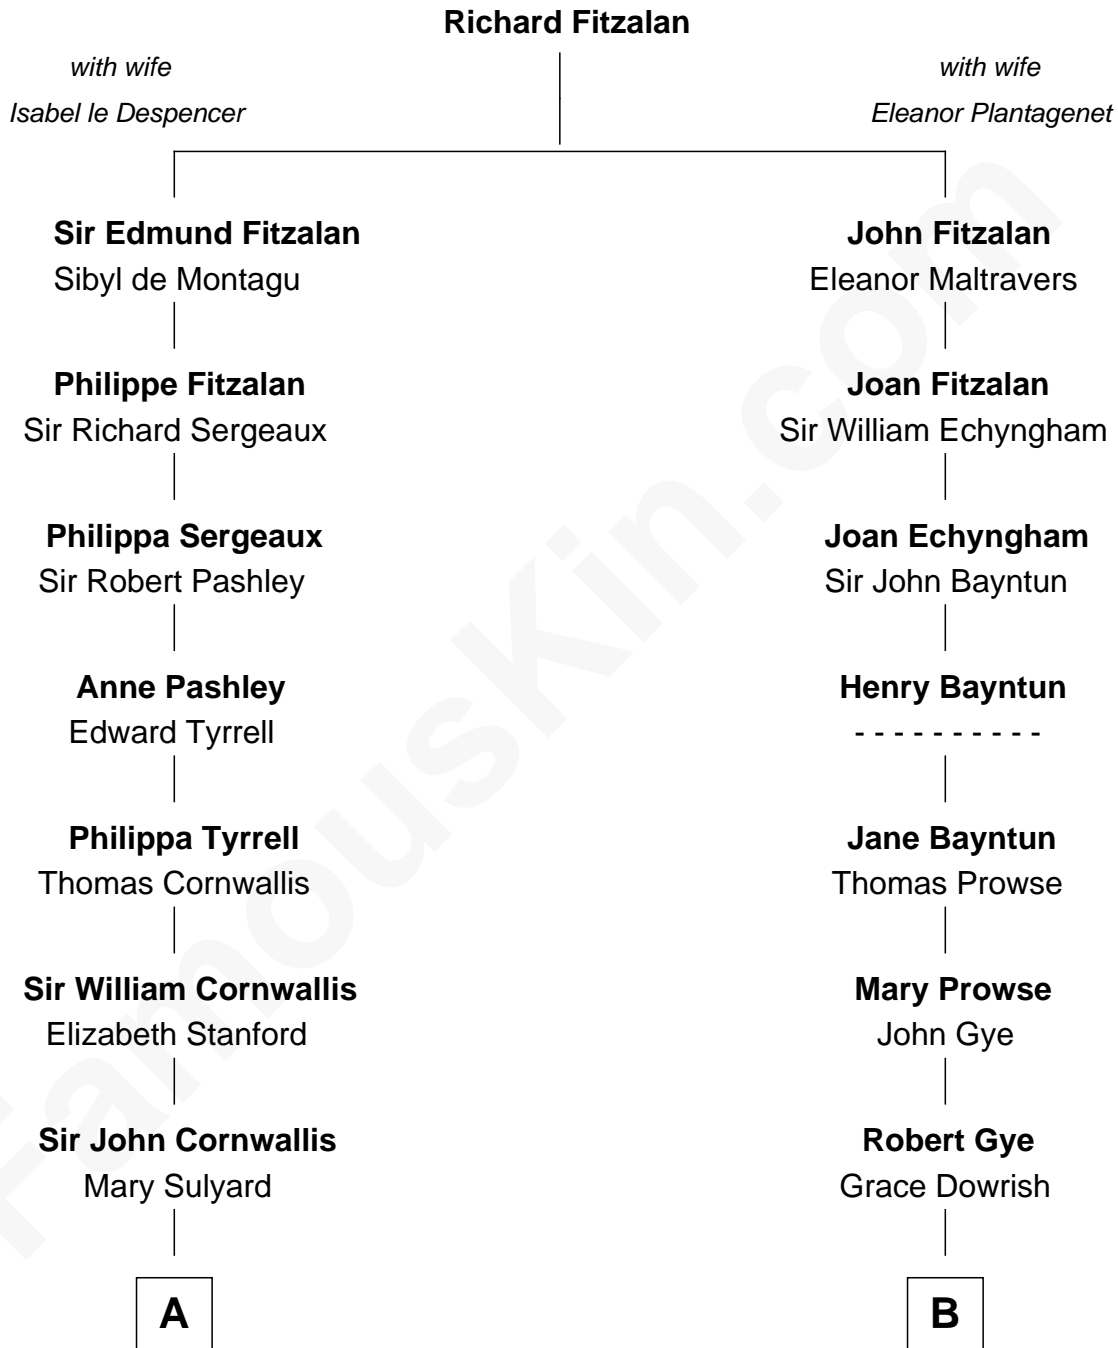 Richard Fitzalan
with wife
Isabel le Despencer
with wife
Eleanor Plantagenet
Sir Edmund Fitzalan
Sibyl de Montagu
John Fitzalan
Eleanor Maltravers
Philippe Fitzalan
Sir Richard Sergeaux
Joan Fitzalan
Sir William Echyngham
Philippa Sergeaux
Sir Robert Pashley
Joan Echyngham
Sir John Bayntun
Anne Pashley
Edward Tyrrell
Henry Bayntun
- - - - - - - - - -
Philippa Tyrrell
Thomas Cornwallis
Jane Bayntun
Thomas Prowse
Sir William Cornwallis
Elizabeth Stanford
Mary Prowse
John Gye
Sir John Cornwallis
Mary Sulyard
Robert Gye
Grace Dowrish
A
B
FamousKin.com